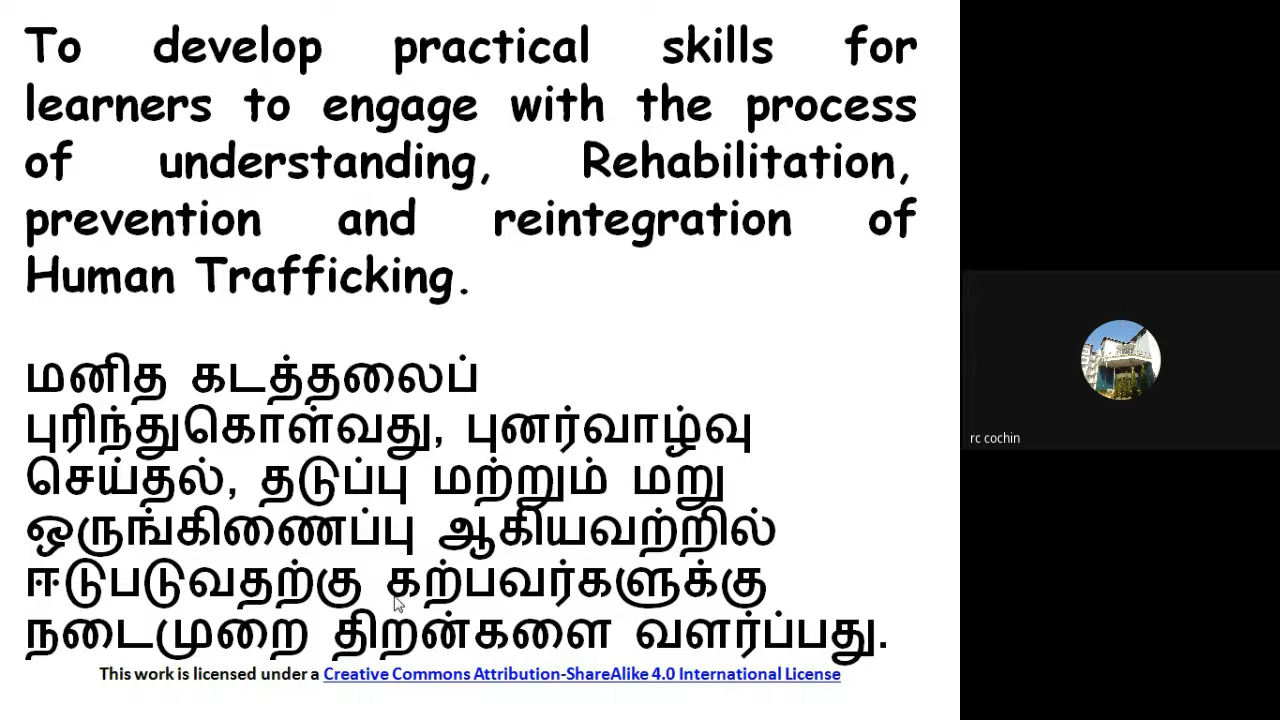 To develop practical skills for
learners to engage with the process
of understanding, Rehabilitation,
prevention and reintegration of
Human Trafficking.
மனித கடத்தலைப்
புரிந்துகொள்வது, புனர்வாழ்வு
செய்தல், தடுப்பு மற்றும் மறு
ஒருங்கிணைப்பு ஆகியவற்றில்
ஈடுபடுவதற்கு கற்பவர்களுக்கு
நடைமுறை திறன்களை வளர்ப்பது.
This work is licensed under a Creative Commons Attribution-ShareAlike 4.0 International License
rc cochin